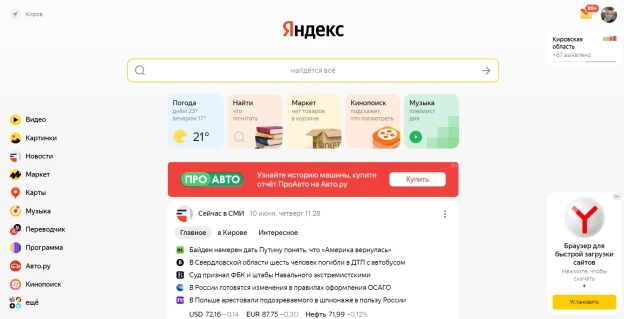 Киров
99+
Яндекс
Кировская
область
+67 выявлено
найдётся всё
Погода
днём 23°
вечером 17°
21°
Найти
что
почитать
Маркет
нет товаров
в корзине
Кинопоиск
подскажет,
что посмотреть
Музыка
плейлист
дня
Видео
Картинки
Новости
Маркет
Карты
Музыка
Переводчик
Программа
Авто.ру
Кинопоиск
ещё
ПРО АВТО
Узнайте историю машины, купите
отчёт ПроАвто на Авто.ру
Купить
Сейчас в СМИ 10 июня, четверг 11 28
Главное в Кирове Интересное
Байден намерен дать Путину понять, что «Америка вернулась»
В Свердловской области шесть человек погибли в ДТП с автобусом
Суд признал ФБК и штабы Навального экстремистскими
В России готовятся изменения в правилах оформления ОСАГО
В Польше арестовали подозреваемого в шпионаже в пользу России
USD 72,16 −0,14 EUR 87,75 −0,30 Нефть 71,99 −0,12%
Браузер для
быстрой загрузки
сайтов
Нажмите, чтобы
скачать
Установить